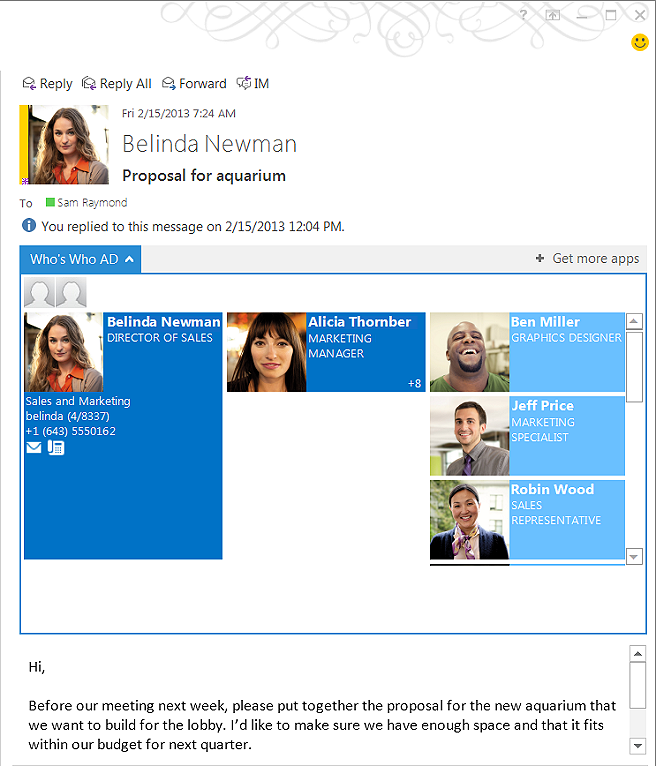 ?
Reply Reply All Forward IM
Fri 2/15/2013 7:24 AM
Belinda Newman
Proposal for aquarium
To Sam Raymond
You replied to this message on 2/15/2013 12:04 PM.
Who's Who AD
+ Get more apps
Belinda Newman
DIRECTOR OF SALES
Sales and Marketing
belinda (4/8337)
+1 (643) 5550162
Alicia Thornber
MARKETING
MANAGER
+8
Ben Miller
GRAPHICS DESIGNER
Jeff Price
MARKETING
SPECIALIST
Robin Wood
SALES
REPRESENTATIVE
Hi,
Before our meeting next week, please put together the proposal for the new aquarium that
we want to build for the lobby. I'd like to make sure we have enough space and that it fits
within our budget for next quarter.